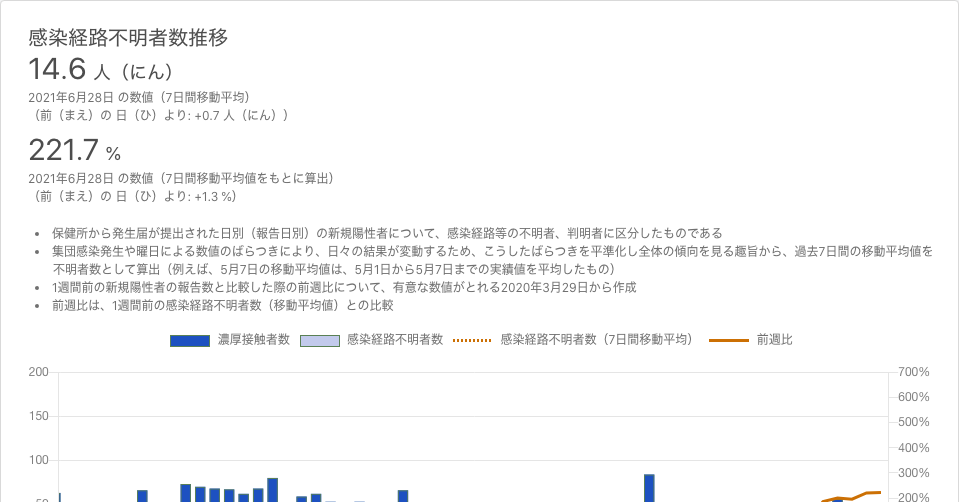 感染経路不明者数推移
14.6 人（にん）
2021年6月28日 の数値（7日間移動平均）
（前（まえ）の 日（ひ）より: +0.7 人（にん））
221.7 %
2021年6月28日 の数値（7日間移動平均値をもとに算出）
（前（まえ）の 日（ひ）より: +1.3 %）
• 保健所から発生届が提出された日別（報告日別）の新規陽性者について、感染経路等の不明者、判明者に区分したものである
• 集団感染発生や曜日による数値のばらつきにより、日々の結果が変動するため、こうしたばらつきを平準化し全体の傾向を見る趣旨から、過去7日間の移動平均値を
不明者数として算出（例えば、5月7日の移動平均値は、5月1日から5月7日までの実績値を平均したもの）
• 1週間前の新規陽性者の報告数と比較した際の前週比について、有意な数値がとれる2020年3月29日から作成
• 前週比は、1週間前の感染経路不明者数（移動平均値）との比較
濃厚接触者数 感染経路不明者数 感染経路不明者数（7日間移動平均） 前週比
200 700%
600%
150 500%
400%
100 300%
50 200%